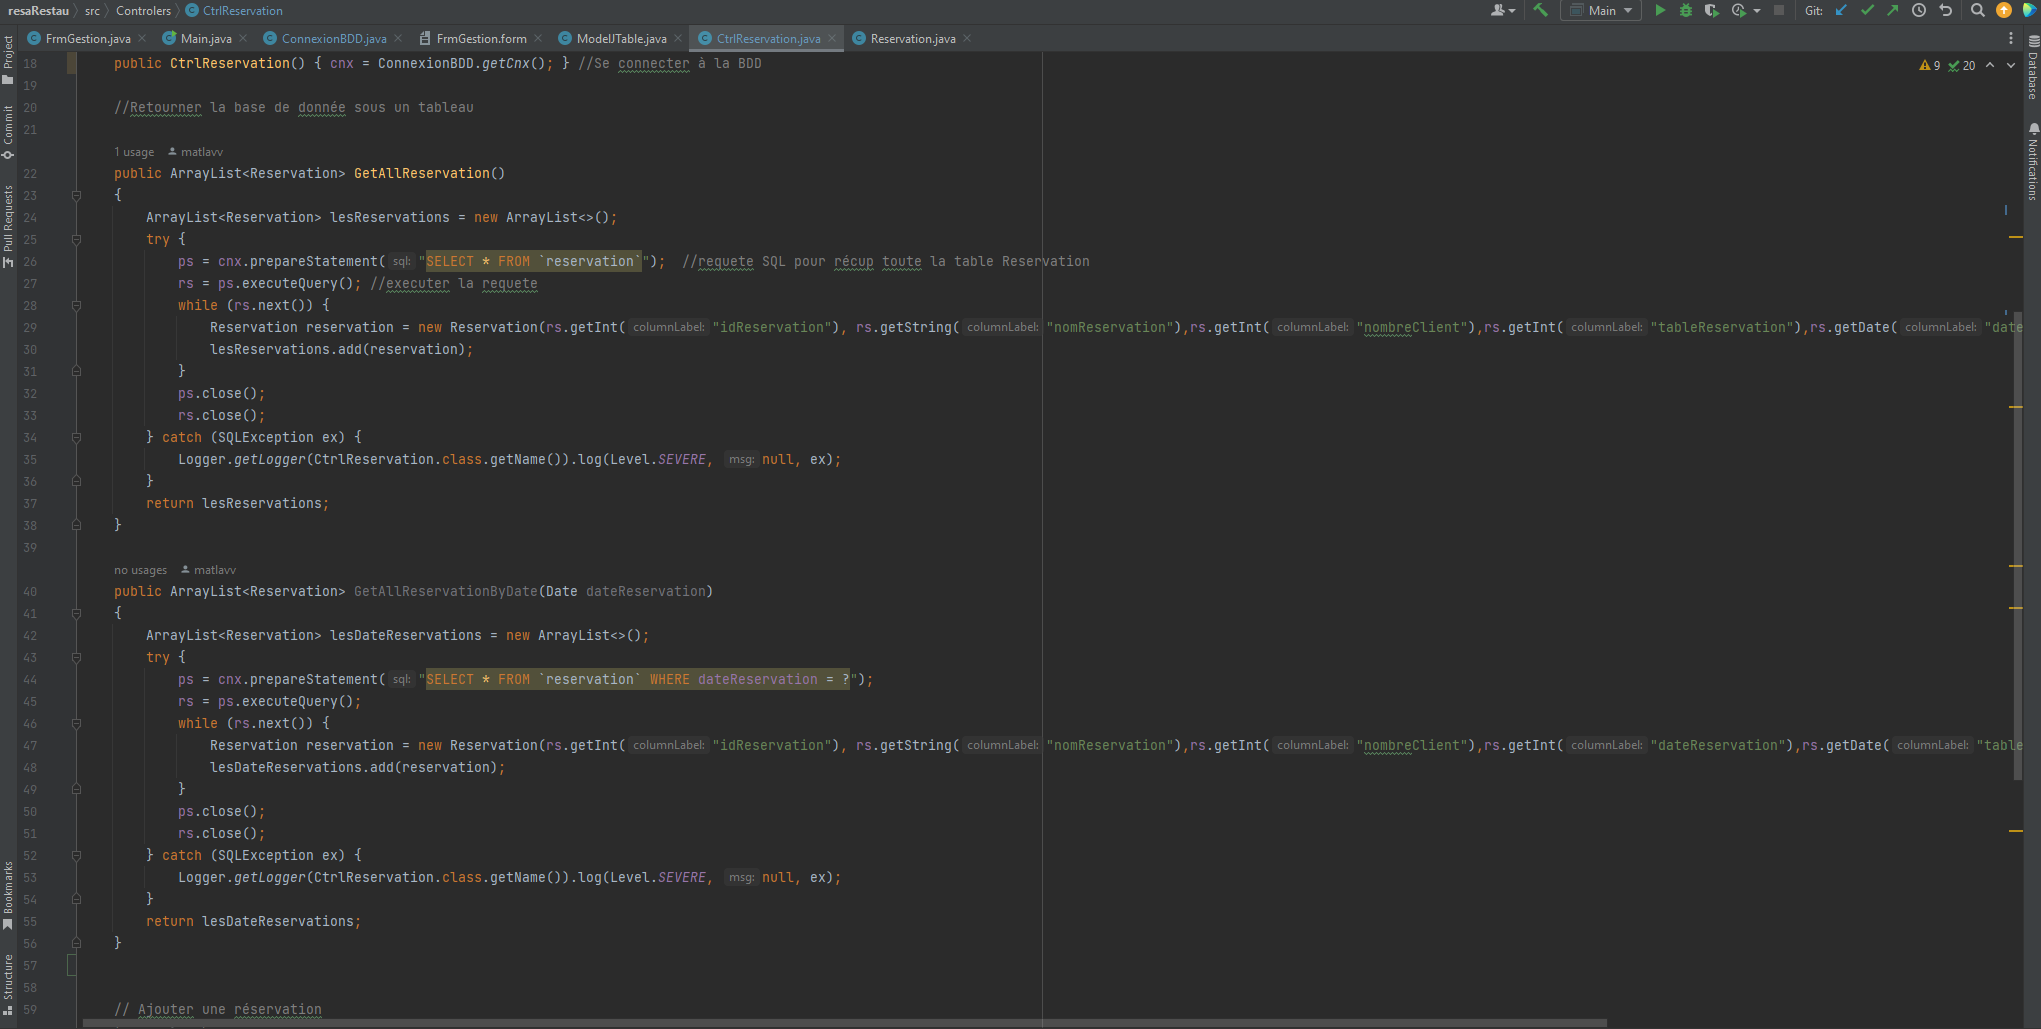 resaRestau src Controlers CtrlReservation Main Git:
FrmGestion.java Main.java ConnexionBDD.java FrmGestion.form ModelJTable.java CtrlReservation.java Reservation.java
Project
Commit
Pull Requests
Bookmarks
Structure
Database
Notifications
9 20
18 public CtrlReservation() { cnx = ConnexionBDD.getCnx(); } //Se connecter à la BDD
19
20 //Retourner la base de donnée sous un tableau
21
1 usage matlavv
22 public ArrayList<Reservation> GetAllReservation()
23 {
24 ArrayList<Reservation> lesReservations = new ArrayList<>();
25 try {
26 ps = cnx.prepareStatement( sql: "SELECT * FROM `reservation`"); //requete SQL pour récup toute la table Reservation
27 rs = ps.executeQuery(); //executer la requete
28 while (rs.next()) {
29 Reservation reservation = new Reservation(rs.getInt( columnLabel: "idReservation"), rs.getString( columnLabel: "nomReservation"),rs.getInt( columnLabel: "nombreClient"),rs.getInt( columnLabel: "tableReservation"),rs.getDate( columnLabel: "date
30 lesReservations.add(reservation);
31 }
32 ps.close();
33 rs.close();
34 } catch (SQLException ex) {
35 Logger.getLogger(CtrlReservation.class.getName()).log(Level.SEVERE, msg: null, ex);
36 }
37 return lesReservations;
38 }
39
no usages matlavv
40 public ArrayList<Reservation> GetAllReservationByDate(Date dateReservation)
41 {
42 ArrayList<Reservation> lesDateReservations = new ArrayList<>();
43 try {
44 ps = cnx.prepareStatement( sql: "SELECT * FROM `reservation` WHERE dateReservation = ?");
45 rs = ps.executeQuery();
46 while (rs.next()) {
47 Reservation reservation = new Reservation(rs.getInt( columnLabel: "idReservation"), rs.getString( columnLabel: "nomReservation"),rs.getInt( columnLabel: "nombreClient"),rs.getInt( columnLabel: "dateReservation"),rs.getDate( columnLabel: "table
48 lesDateReservations.add(reservation);
49 }
50 ps.close();
51 rs.close();
52 } catch (SQLException ex) {
53 Logger.getLogger(CtrlReservation.class.getName()).log(Level.SEVERE, msg: null, ex);
54 }
55 return lesDateReservations;
56 }
57
58
59 // Ajouter une réservation